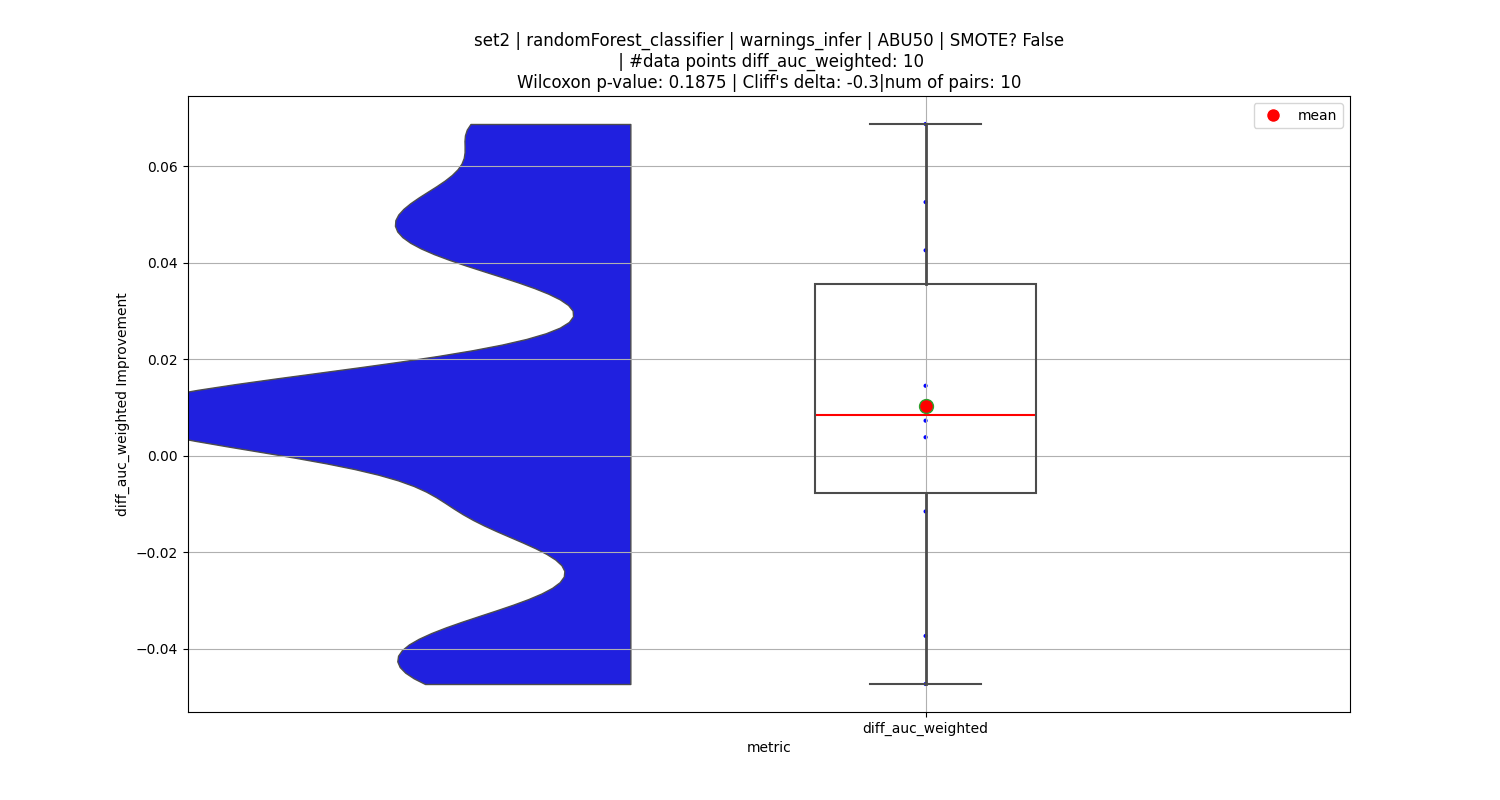 set2 | randomForest_classifier | warnings_infer | ABU50 | SMOTE? False
| #data points diff_auc_weighted: 10
Wilcoxon p-value: 0.1875 | Cliff's delta: -0.3|num of pairs: 10
mean
0.06
0.04
0.02
0.00
−0.02
−0.04
diff_auc_weighted Improvement
diff_auc_weighted
metric